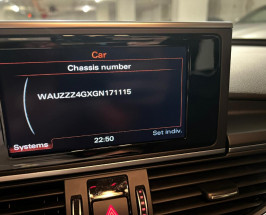 Car
Chassis number
WAUZZZ4GXGN171115
22:50
Set indiv.
Systems